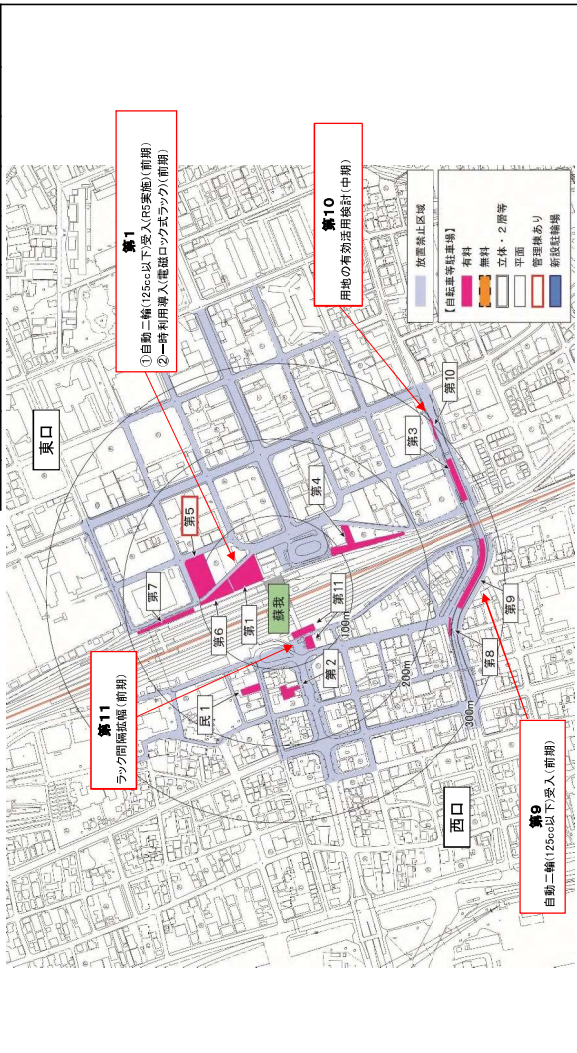 東口
第1
①自動二輪(125cc以下)受入(R5実施)(前期)
②一時利用導入(電磁ロック式ラック)(前期)
第10
用地の有効活用検討(中期)
第11
ラック間隔拡幅(前期)
第9
自動二輪(125cc以下)受入(前期)
西口
第7
第5
第6
第1
蘇我
第4
第3
第10
第11
民1
第2
第8
第9
100m
200m
300m
放置禁止区域
【自転車等駐車場】
有料
無料
立体・2層等
平面
管理棟あり
新設駐輪場